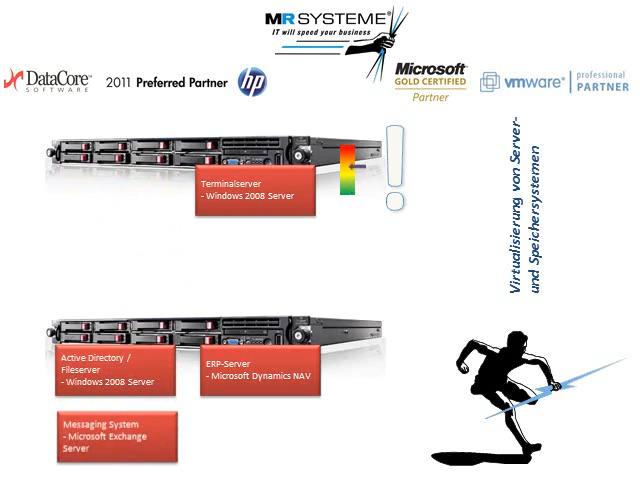 MR SYSTEME®
IT will speed your business
DataCore™
SOFTWARE
2011 Preferred Partner
hp
Microsoft®
GOLD CERTIFIED
Partner
vmware®
professional
PARTNER
Virtualisierung von Server-
und Speichersystemen
!
Terminalserver
- Windows 2008 Server
Active Directory /
Fileserver
- Windows 2008 Server
ERP-Server
- Microsoft Dynamics NAV
Messaging System
- Microsoft Exchange
Server